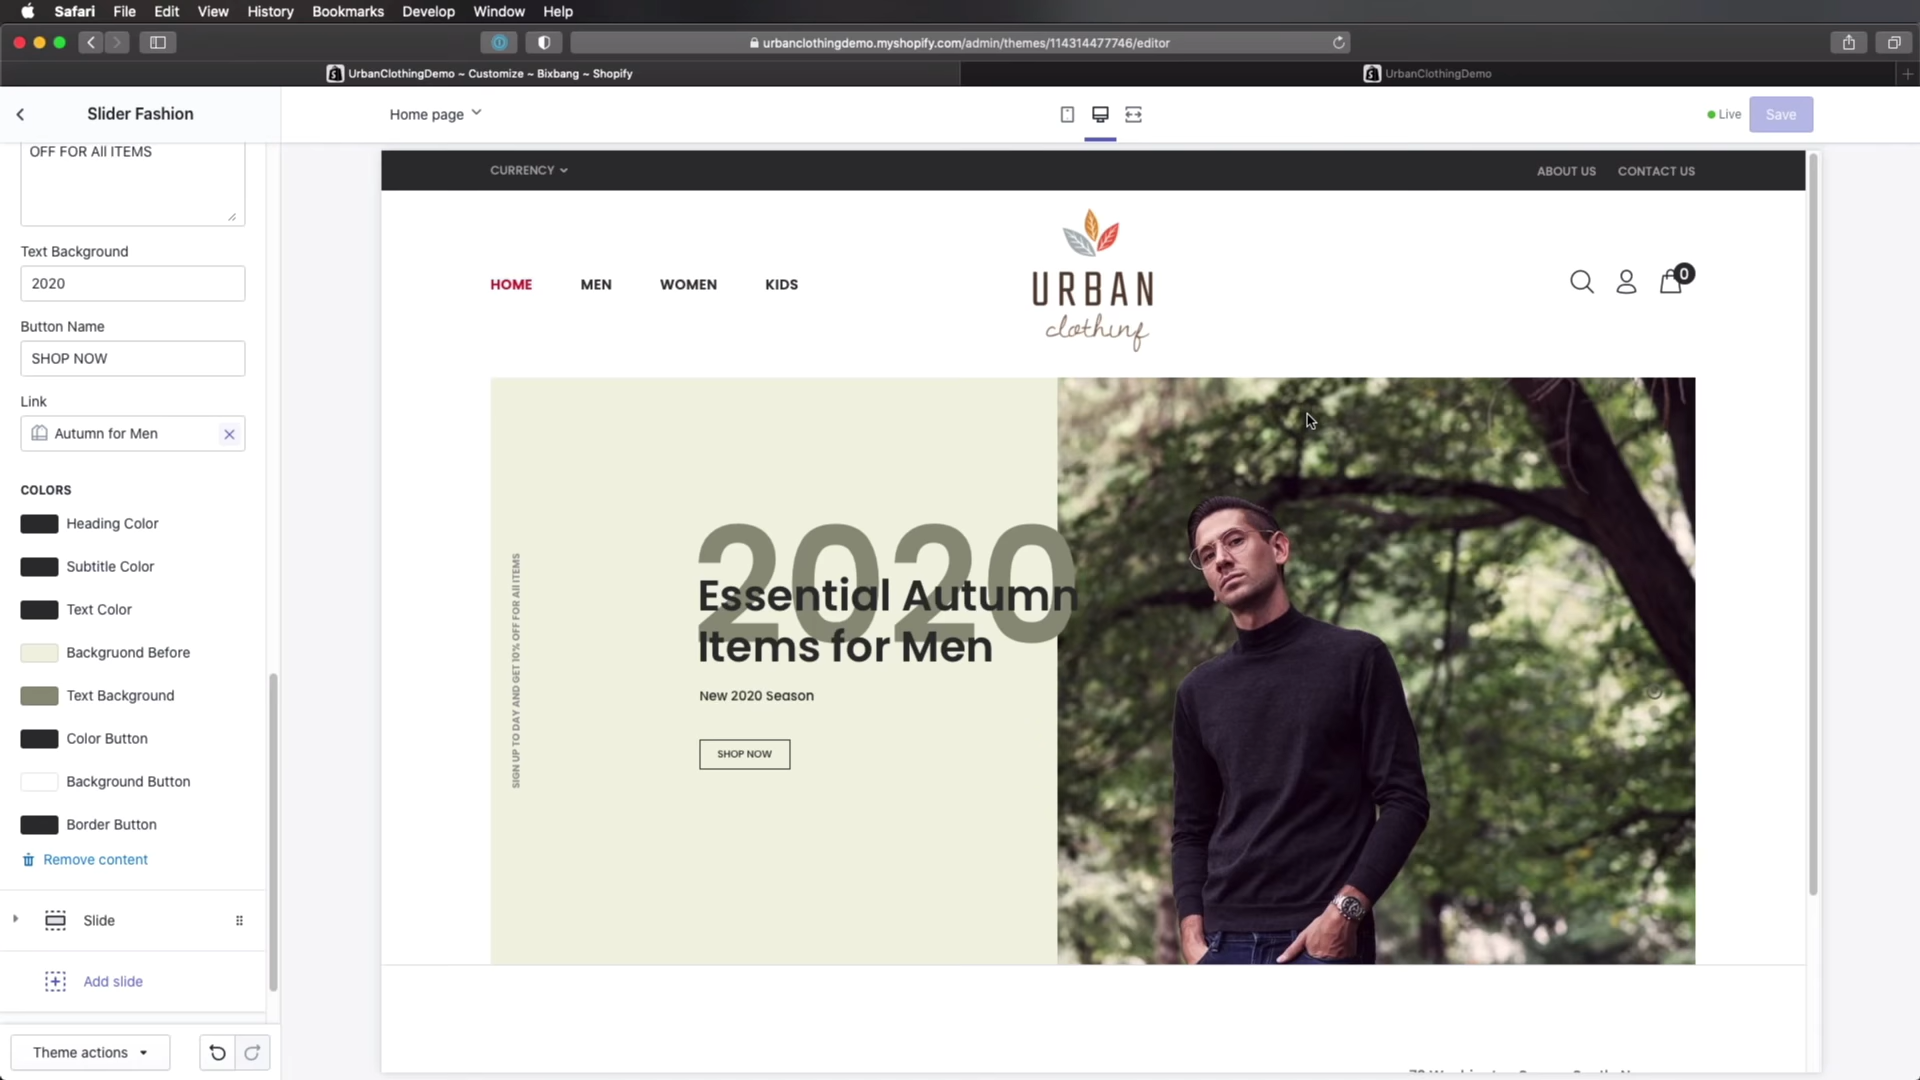 Safari File Edit View History Bookmarks Develop Window Help
urbanclothingdemo.myshopify.com/admin/themes/114314477746/editor
UrbanClothingDemo ~ Customize ~ Bixbang ~ Shopify
UrbanClothingDemo
Slider Fashion
Home page
Live
Save
OFF FOR All ITEMS
Text Background
2020
Button Name
SHOP NOW
Link
Autumn for Men
COLORS
Heading Color
Subtitle Color
Text Color
Backgruond Before
Text Background
Color Button
Background Button
Border Button
Remove content
Slide
Add slide
Theme actions
CURRENCY
ABOUT US CONTACT US
HOME MEN WOMEN KIDS
URBAN
clothing
0
SIGN UP TO DAY AND GET 10% OFF FOR All ITEMS
2020
Essential Autumn
Items for Men
New 2020 Season
SHOP NOW